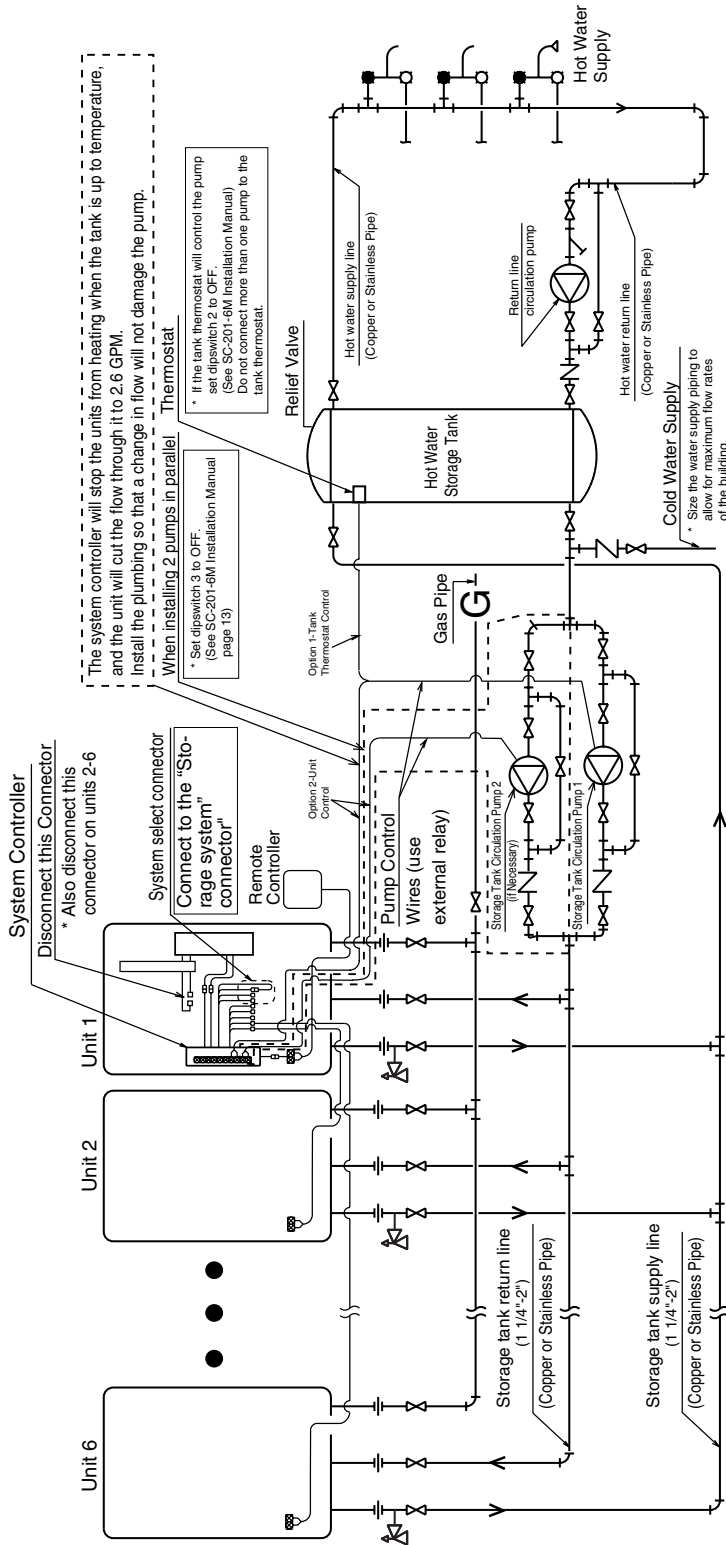 The system controller will stop the units from heating when the tank is up to temperature,
and the unit will cut the flow through it to 2.6 GPM.
Install the plumbing so that a change in flow will not damage the pump.
System Controller
Disconnect this Connector
* Also disconnect this
connector on units 2-6
System select connector
Connect to the "Sto-
rage system"
connector"
Remote
Controller
When installing 2 pumps in parallel
* Set dipswitch 3 to OFF.
(See SC-201-6M Installation Manual
page 13)
Thermostat
* If the tank thermostat will control the pump
set dipswitch 2 to OFF.
(See SC-201-6M Installation Manual)
Do not connect more than one pump to the
tank thermostat.
Unit 6
Unit 2
Unit 1
Option 2-Unit
Control
Option 1-Tank
Thermostat Control
Relief Valve
Hot water supply line
(Copper or Stainless Pipe)
Pump Control
Wires (use
external relay)
Gas Pipe
G
Hot Water
Storage Tank
Return line
circulation pump
Hot Water
Supply
Storage Tank Circulation Pump 2
(if Necessary)
Storage Tank Circulation Pump 1
Hot water return line
(Copper or Stainless Pipe)
Cold Water Supply
* Size the water supply piping to
allow for maximum flow rates
of the building.
Storage tank return line
(1 1/4"-2")
(Copper or Stainless Pipe)
Storage tank supply line
(1 1/4"-2")
(Copper or Stainless Pipe)